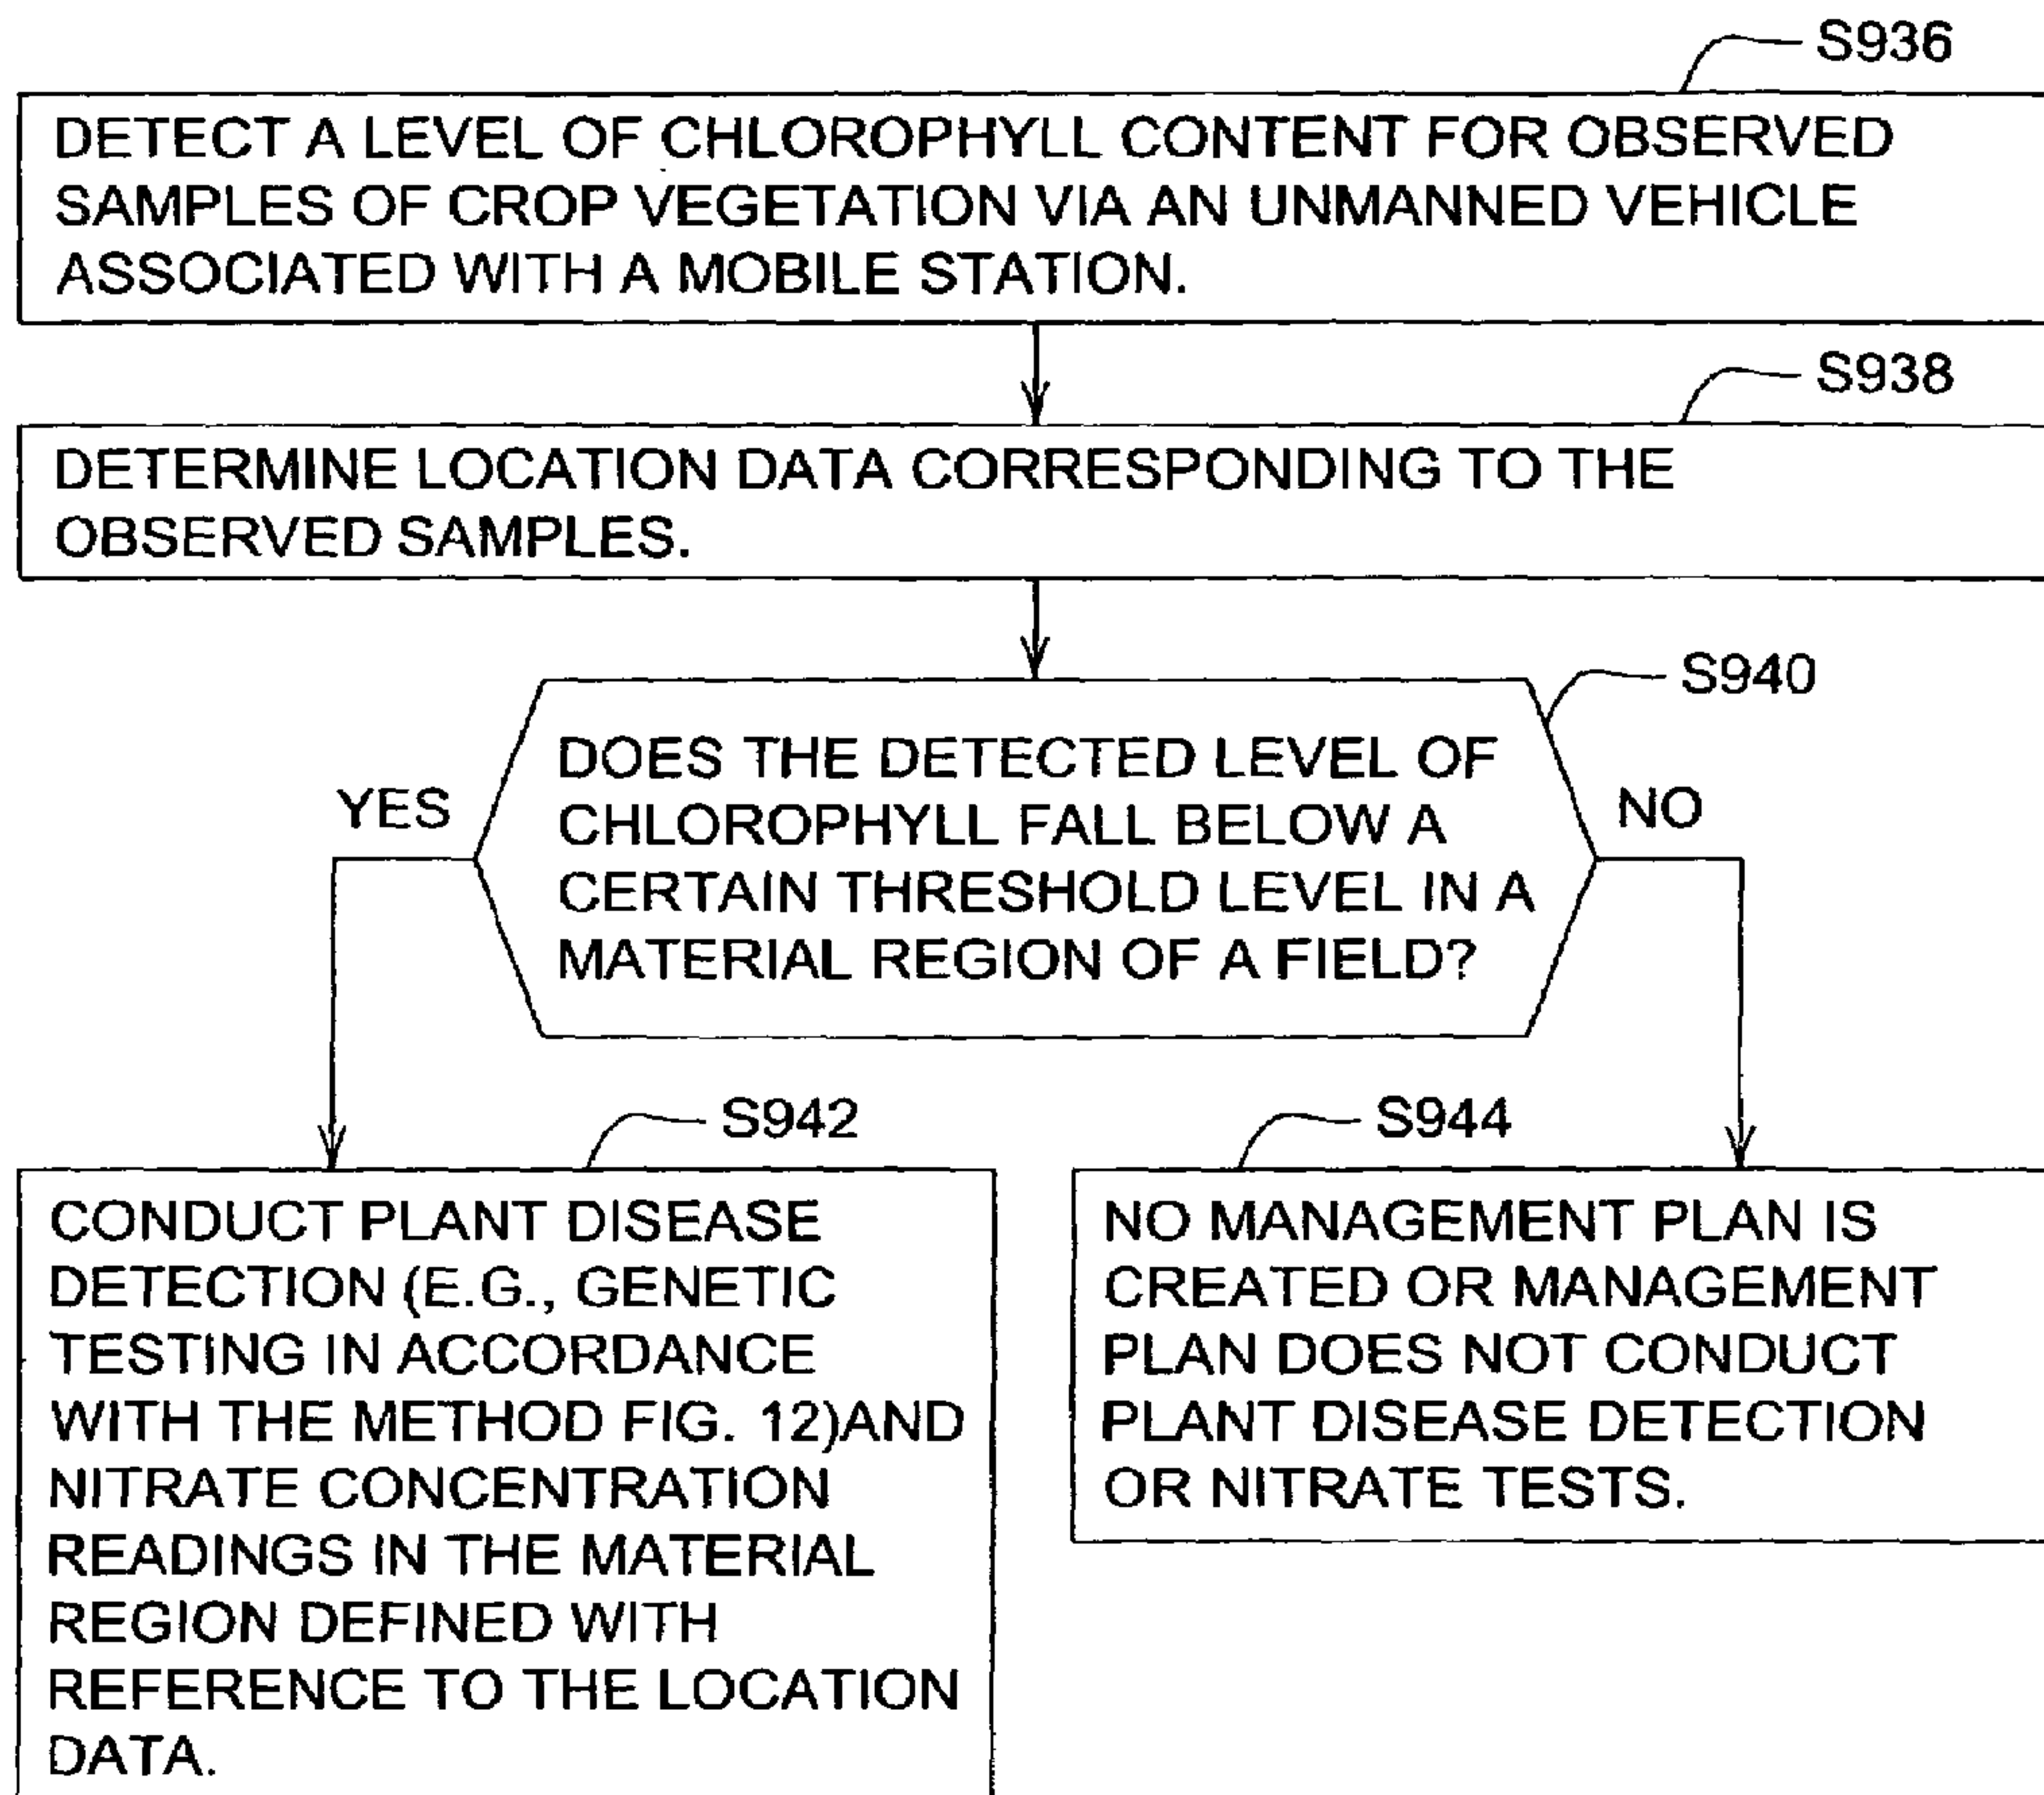 S936
DETECT A LEVEL OF CHLOROPHYLL CONTENT FOR OBSERVED
SAMPLES OF CROP VEGETATION VIA AN UNMANNED VEHICLE
ASSOCIATED WITH A MOBILE STATION.
S938
DETERMINE LOCATION DATA CORRESPONDING TO THE
OBSERVED SAMPLES.
S940
DOES THE DETECTED LEVEL OF
CHLOROPHYLL FALL BELOW A
CERTAIN THRESHOLD LEVEL IN A
MATERIAL REGION OF A FIELD?
YES
NO
S942
CONDUCT PLANT DISEASE
DETECTION (E.G., GENETIC
TESTING IN ACCORDANCE
WITH THE METHOD FIG. 12)AND
NITRATE CONCENTRATION
READINGS IN THE MATERIAL
REGION DEFINED WITH
REFERENCE TO THE LOCATION
DATA.
S944
NO MANAGEMENT PLAN IS
CREATED OR MANAGEMENT
PLAN DOES NOT CONDUCT
PLANT DISEASE DETECTION
OR NITRATE TESTS.